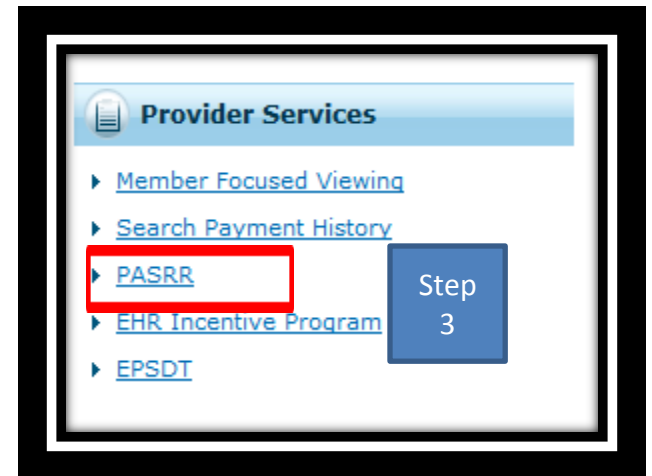 Provider Services
Member Focused Viewing
Search Payment History
PASRR
EHR Incentive Program
EPSDT
Step
3